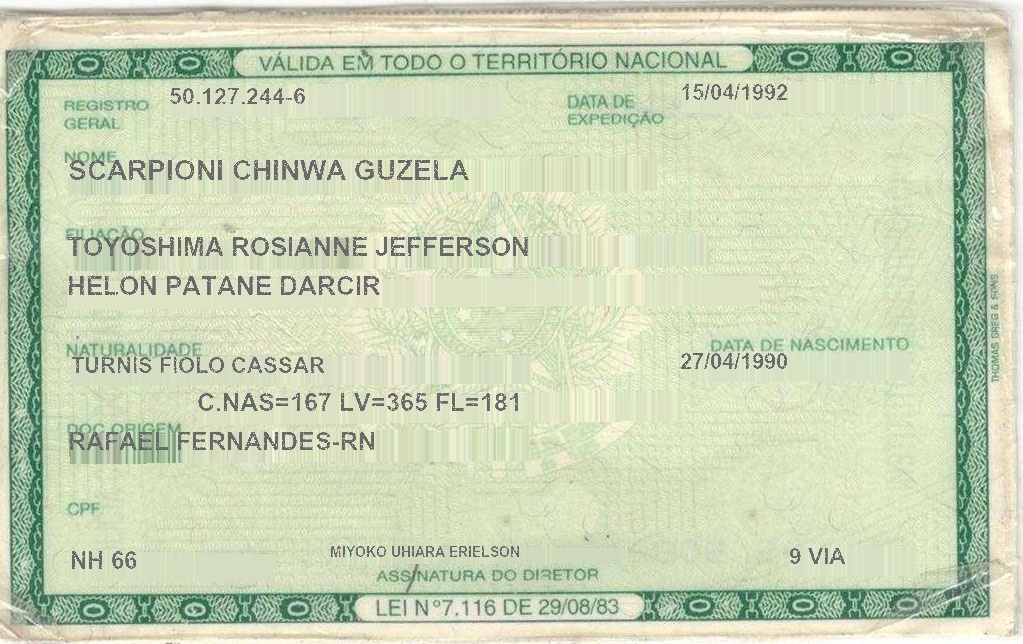 VÁLIDA EM TODO O TERRITÓRIO NACIONAL
REGISTRO GERAL 50.127.244-6 DATA DE EXPEDIÇÃO 15/04/1992
NOME
SCARPIONI CHINWA GUZELA
FILIAÇÃO
TOYOSHIMA ROSIANNE JEFFERSON
HELON PATANE DARCIR
NATURALIDADE DATA DE NASCIMENTO
TURNIS FIOLO CASSAR 27/04/1990
C.NAS=167 LV=365 FL=181
DOC ORIGEM
RAFAEL FERNANDES-RN
CPF
NH 66 MIYOKO UHIARA ERIELSON 9 VIA
ASSINATURA DO DIRETOR
LEI Nº7.116 DE 29/08/83
THOMAS GREG & SONS